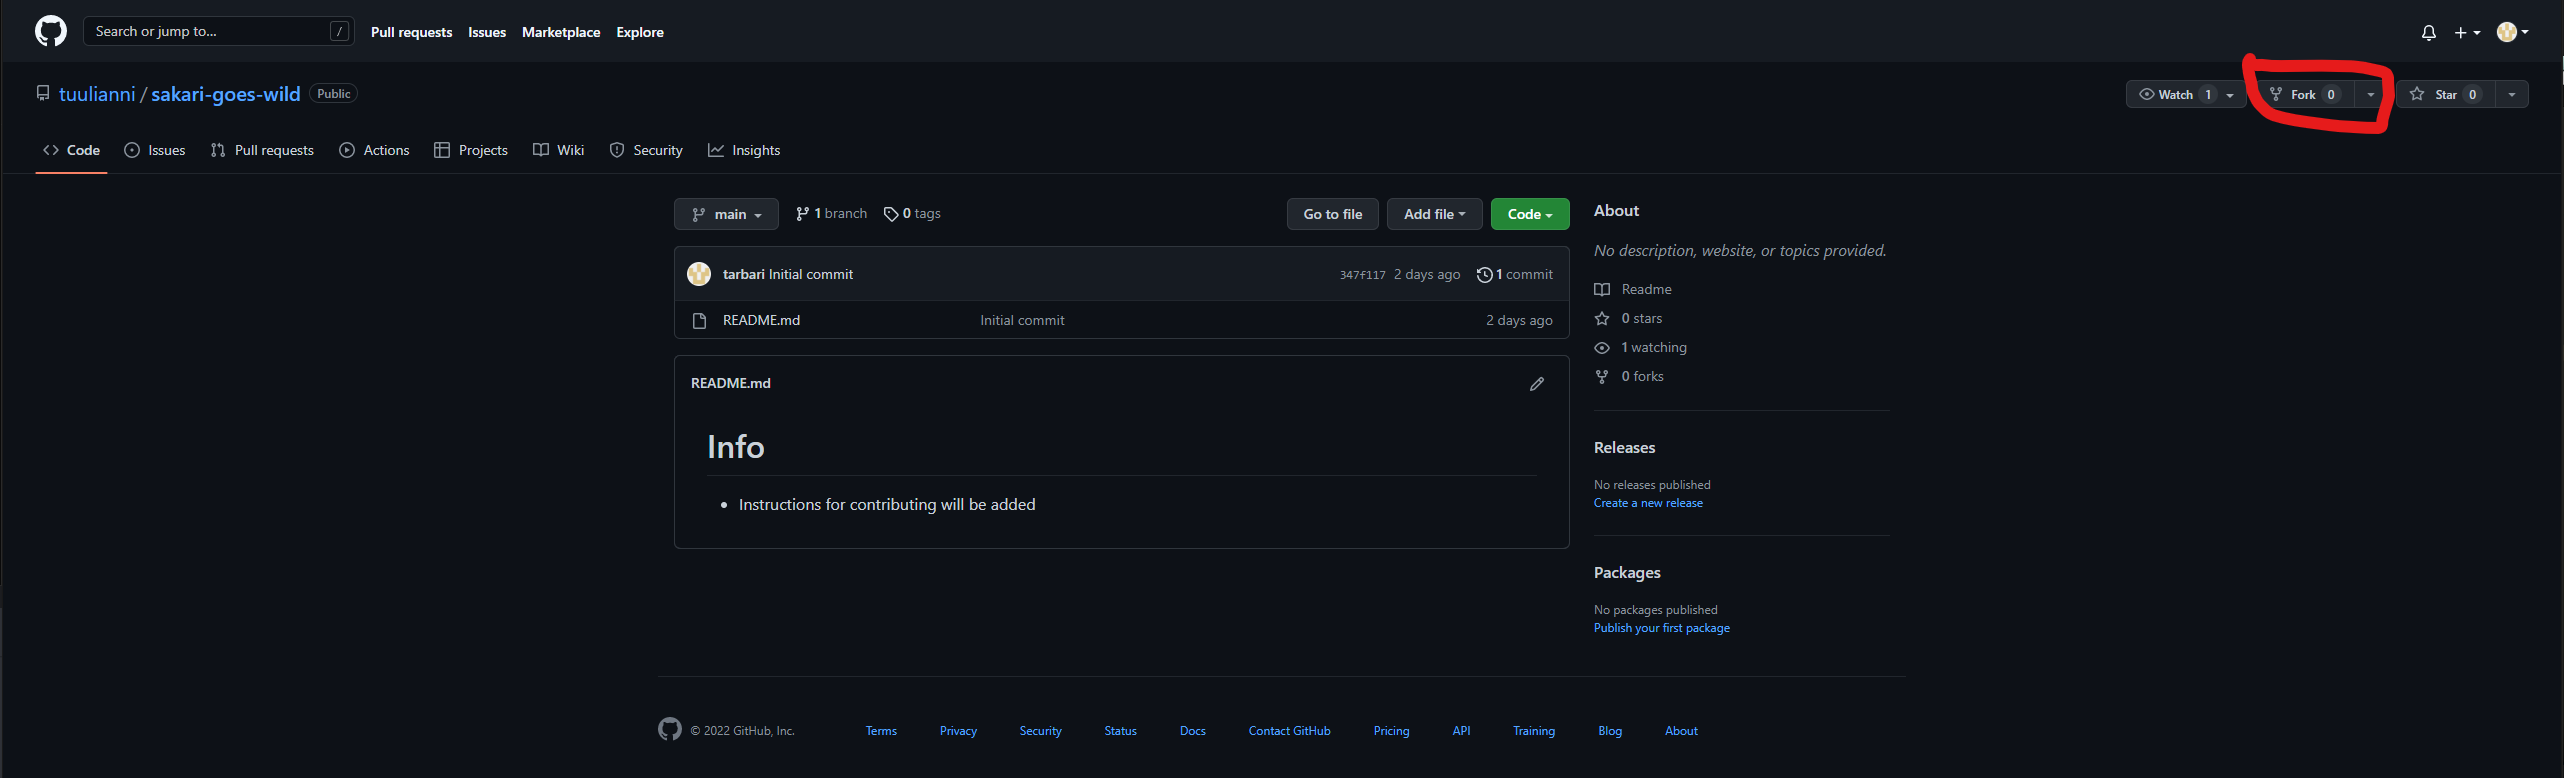 Search or jump to... / Pull requests Issues Marketplace Explore
tuulianni / sakari-goes-wild Public Watch 1 Fork 0 Star 0
Code Issues Pull requests Actions Projects Wiki Security Insights
main 1 branch 0 tags Go to file Add file Code
tarbari Initial commit 347f117 2 days ago 1 commit
README.md Initial commit 2 days ago
README.md
Info
Instructions for contributing will be added
About
No description, website, or topics provided.
Readme
0 stars
1 watching
0 forks
Releases
No releases published
Create a new release
Packages
No packages published
Publish your first package
© 2022 GitHub, Inc. Terms Privacy Security Status Docs Contact GitHub Pricing API Training Blog About